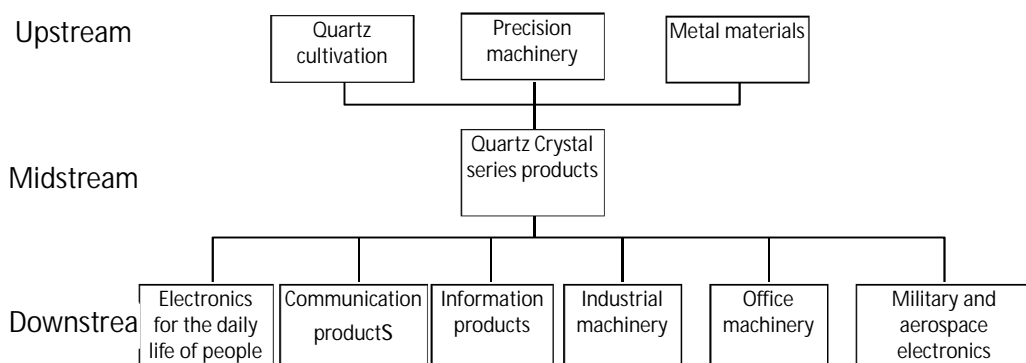 Upstream
Quartz
cultivation
Precision
machinery
Metal materials
Midstream
Quartz Crystal
series products
Downstrea
Electronics
for the daily
life of people
Communication
productS
Information
products
Industrial
machinery
Office
machinery
Military and
aerospace
electronics